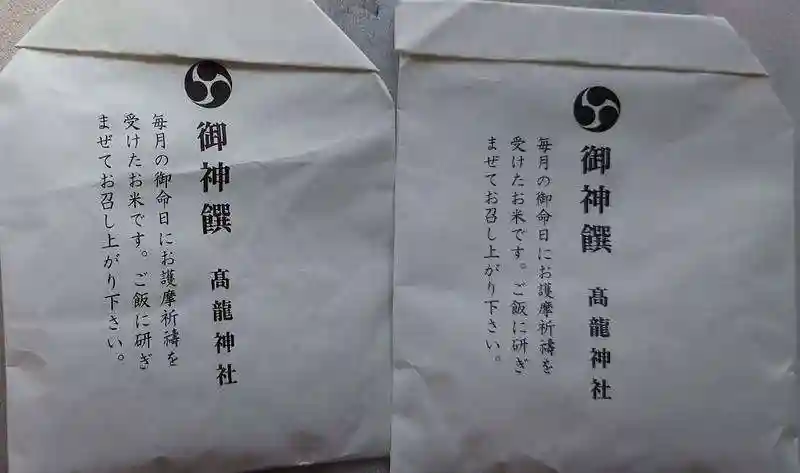 御神饌 髙龍神社
毎月の御命日にお護摩祈祷を
受けたお米です。ご飯に研ぎ
まぜてお召し上がり下さい。
御神饌 髙龍神社
毎月の御命日にお護摩祈祷を
受けたお米です。ご飯に研ぎ
まぜてお召し上がり下さい。